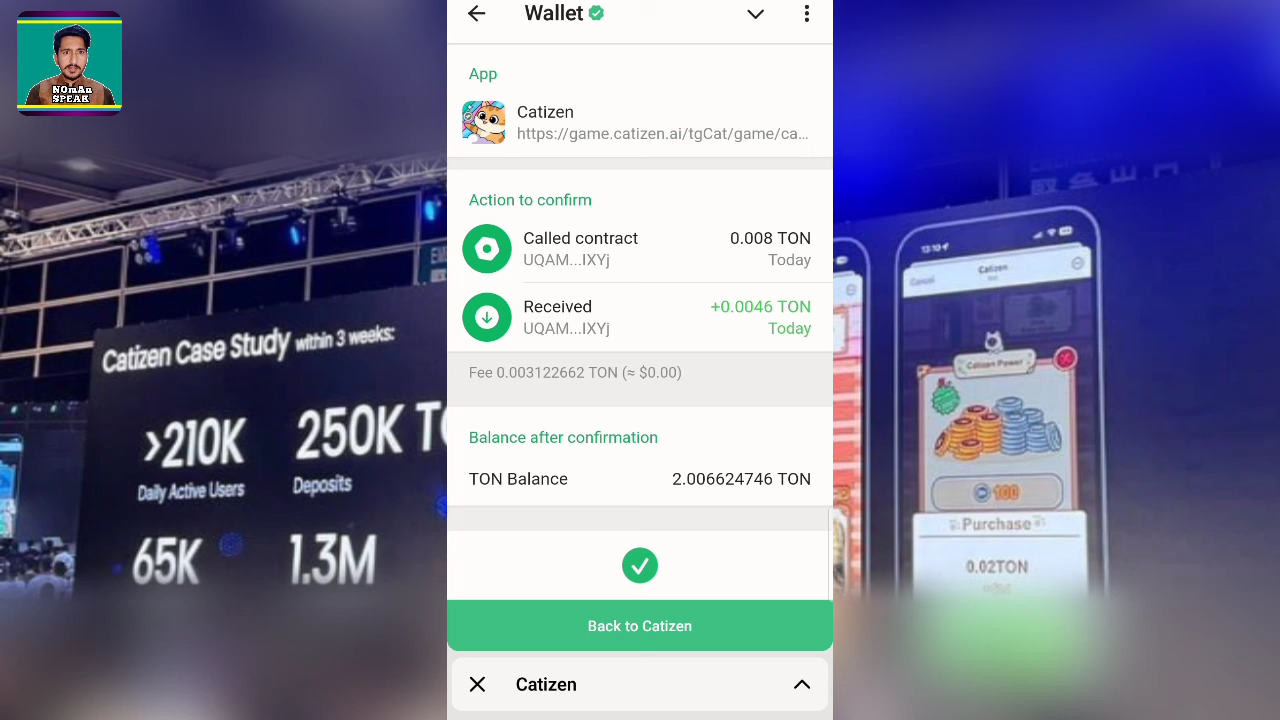 NOmAn
SPEAK
Wallet
App
Catizen
https://game.catizen.ai/tgCat/game/ca...
Action to confirm
Called contract 0.008 TON
UQAM...IXYj Today
Received +0.0046 TON
UQAM...IXYj Today
Fee 0.003122662 TON (≈ $0.00)
Balance after confirmation
TON Balance 2.006624746 TON
Back to Catizen
Catizen
Catizen Case Study within 3 weeks:
>210K 250K
Daily Active Users Deposits
65K 1.3M
13:10
Cancel Catizen
Catizen Power
100
Purchase
0.02TON